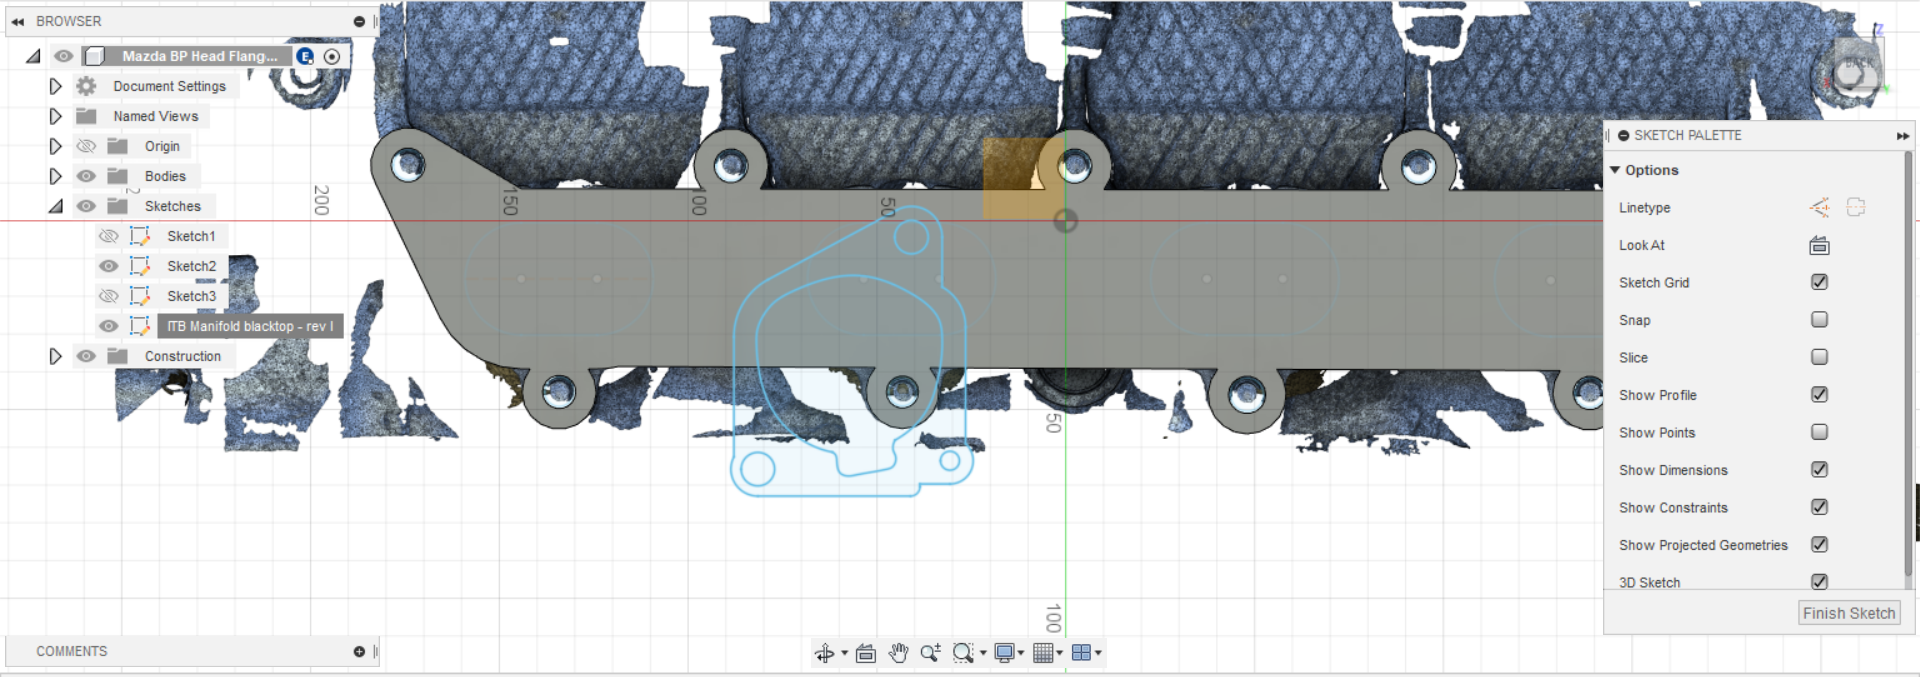 BROWSER
Mazda BP Head Flang...
E
Document Settings
Named Views
Origin
Bodies
Sketches
Sketch1
Sketch2
Sketch3
ITB Manifold blacktop - rev I
Construction
200
150
100
50
50
100
Z
BACK
SKETCH PALETTE
Options
Linetype
Look At
Sketch Grid
Snap
Slice
Show Profile
Show Points
Show Dimensions
Show Constraints
Show Projected Geometries
3D Sketch
Finish Sketch
COMMENTS